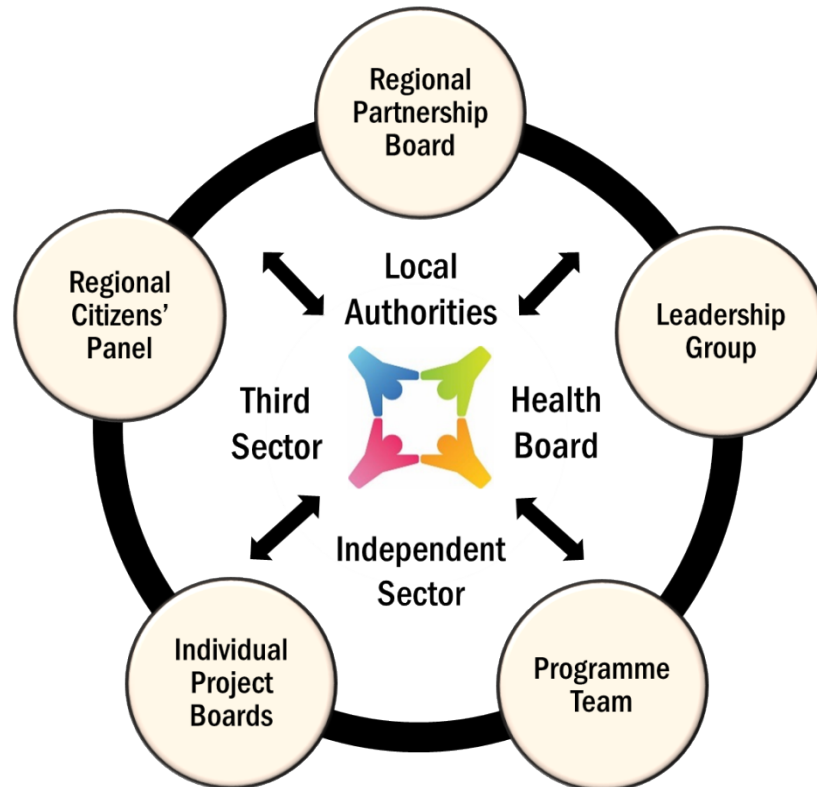 Regional
Partnership
Board
Regional
Citizens'
Panel
Local
Authorities
Leadership
Group
Third
Sector
Health
Board
Independent
Sector
Individual
Project
Boards
Programme
Team